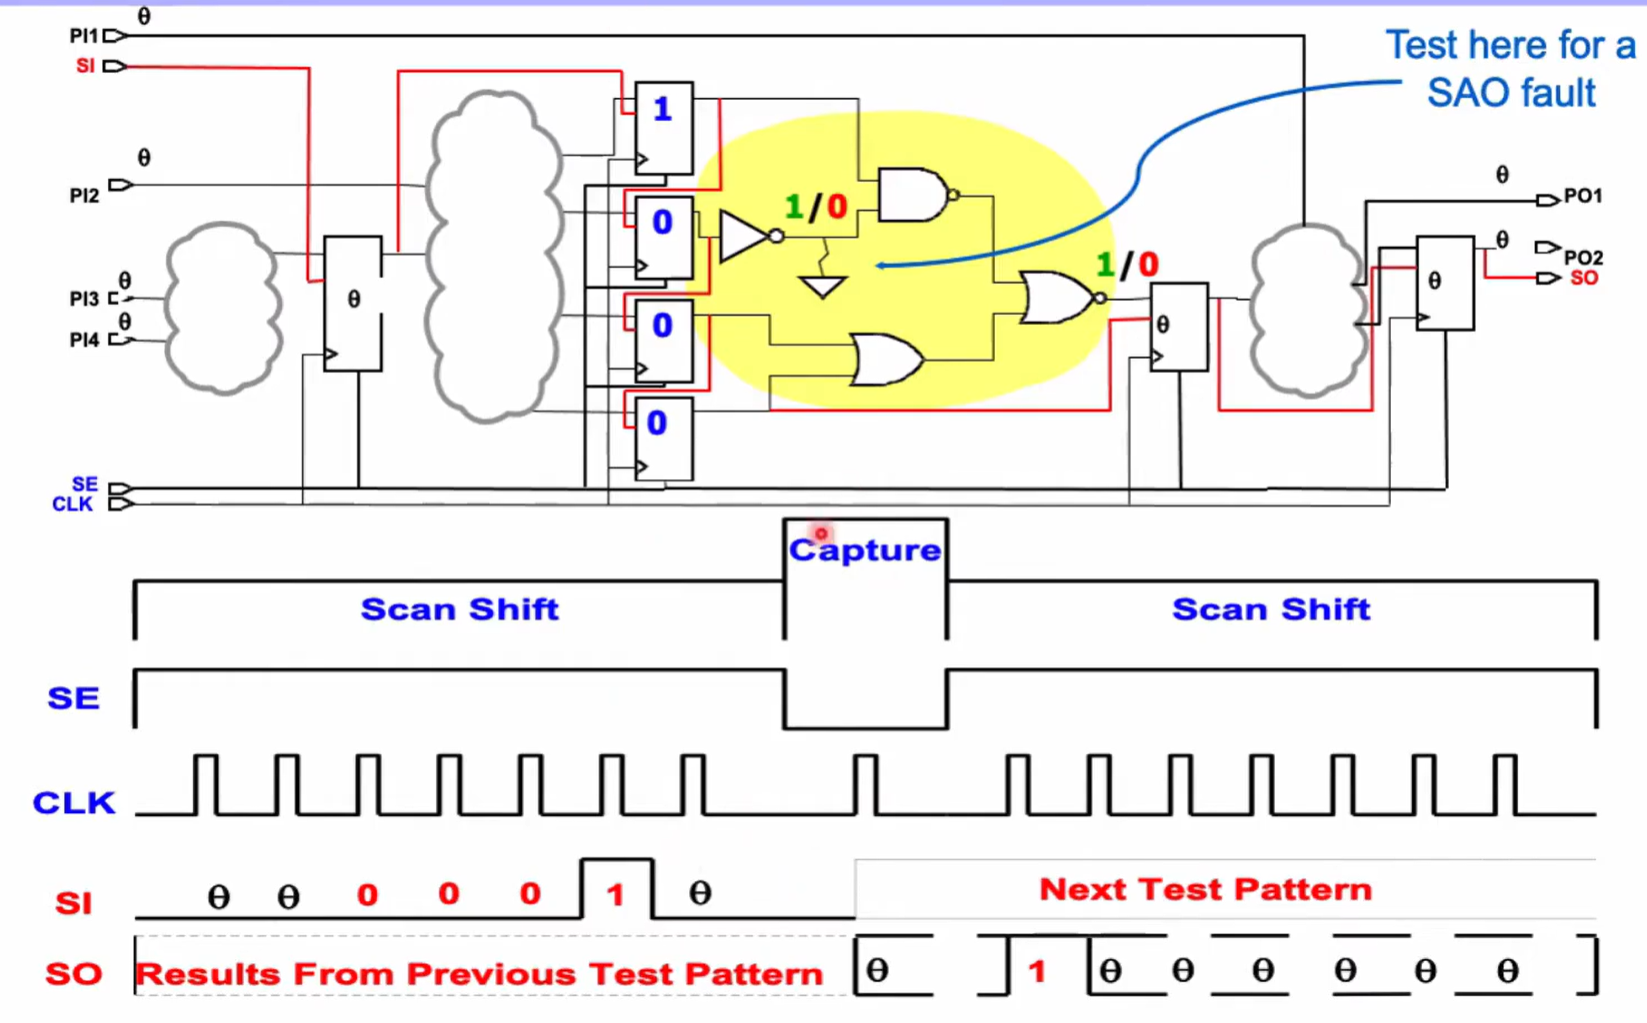 θ
PI1
SI
Test here for a
SAO fault
1
θ
PI2
θ
PO1
0
1/0
θ
PO2
SO
1/0
θ
PI3
θ
0
θ
θ
θ
PI4
0
SE
CLK
Capture
Scan Shift
Scan Shift
SE
CLK
SI
θ θ 0 0 0 1 θ
Next Test Pattern
SO
Results From Previous Test Pattern
θ 1 θ θ θ θ θ θ